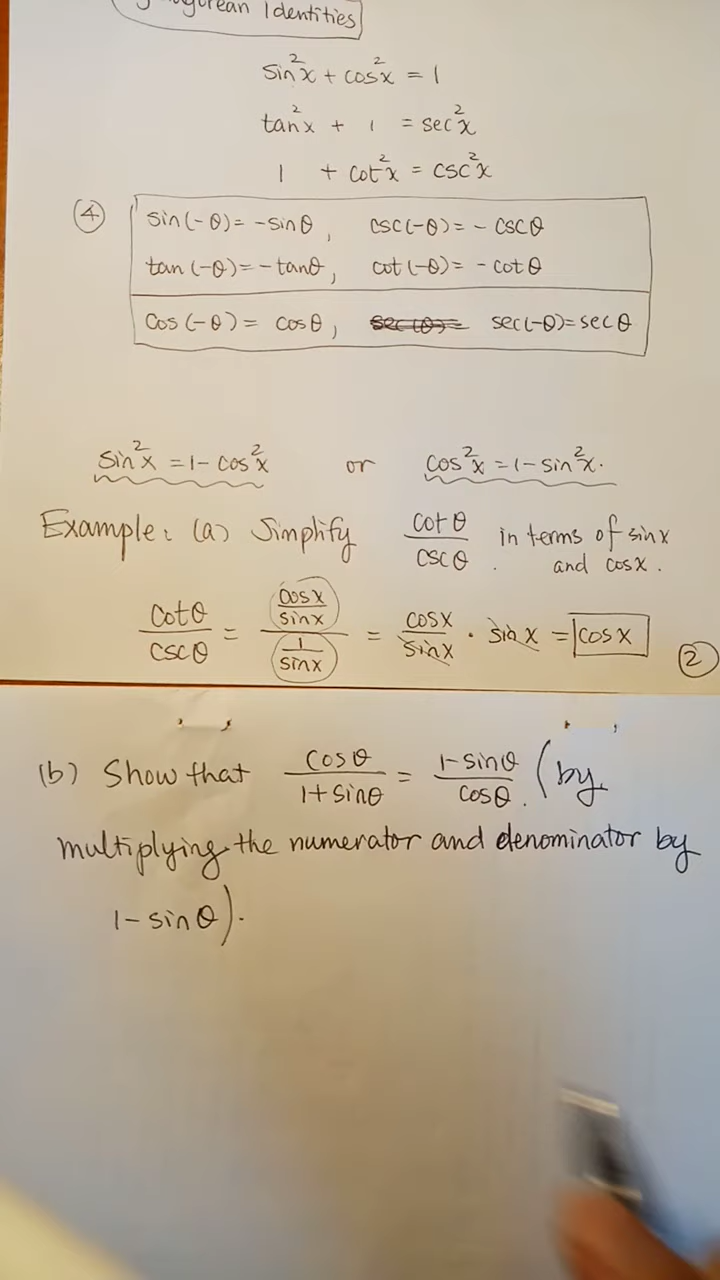 Identities
sin²x + cos²x = 1
tan²x + 1 = sec²x
1 + cot²x = csc²x
④ sin(-θ) = -sinθ, csc(-θ) = -cscθ
tan(-θ) = -tanθ, cot(-θ) = -cotθ
cos(-θ) = cosθ, sec(-θ) = secθ
sin²x = 1 - cos²x or cos²x = 1 - sin²x.
Example: (a) Simplify cotθ/cscθ. in terms of sinx
and cosx.
cotθ/cscθ = (cosx/sinx)/(1/sinx) = cosx/sinx · sinx = cosx ②
(b) Show that cosθ/(1+sinθ) = (1-sinθ)/cosθ. (by
multiplying the numerator and denominator by
1 - sinθ).